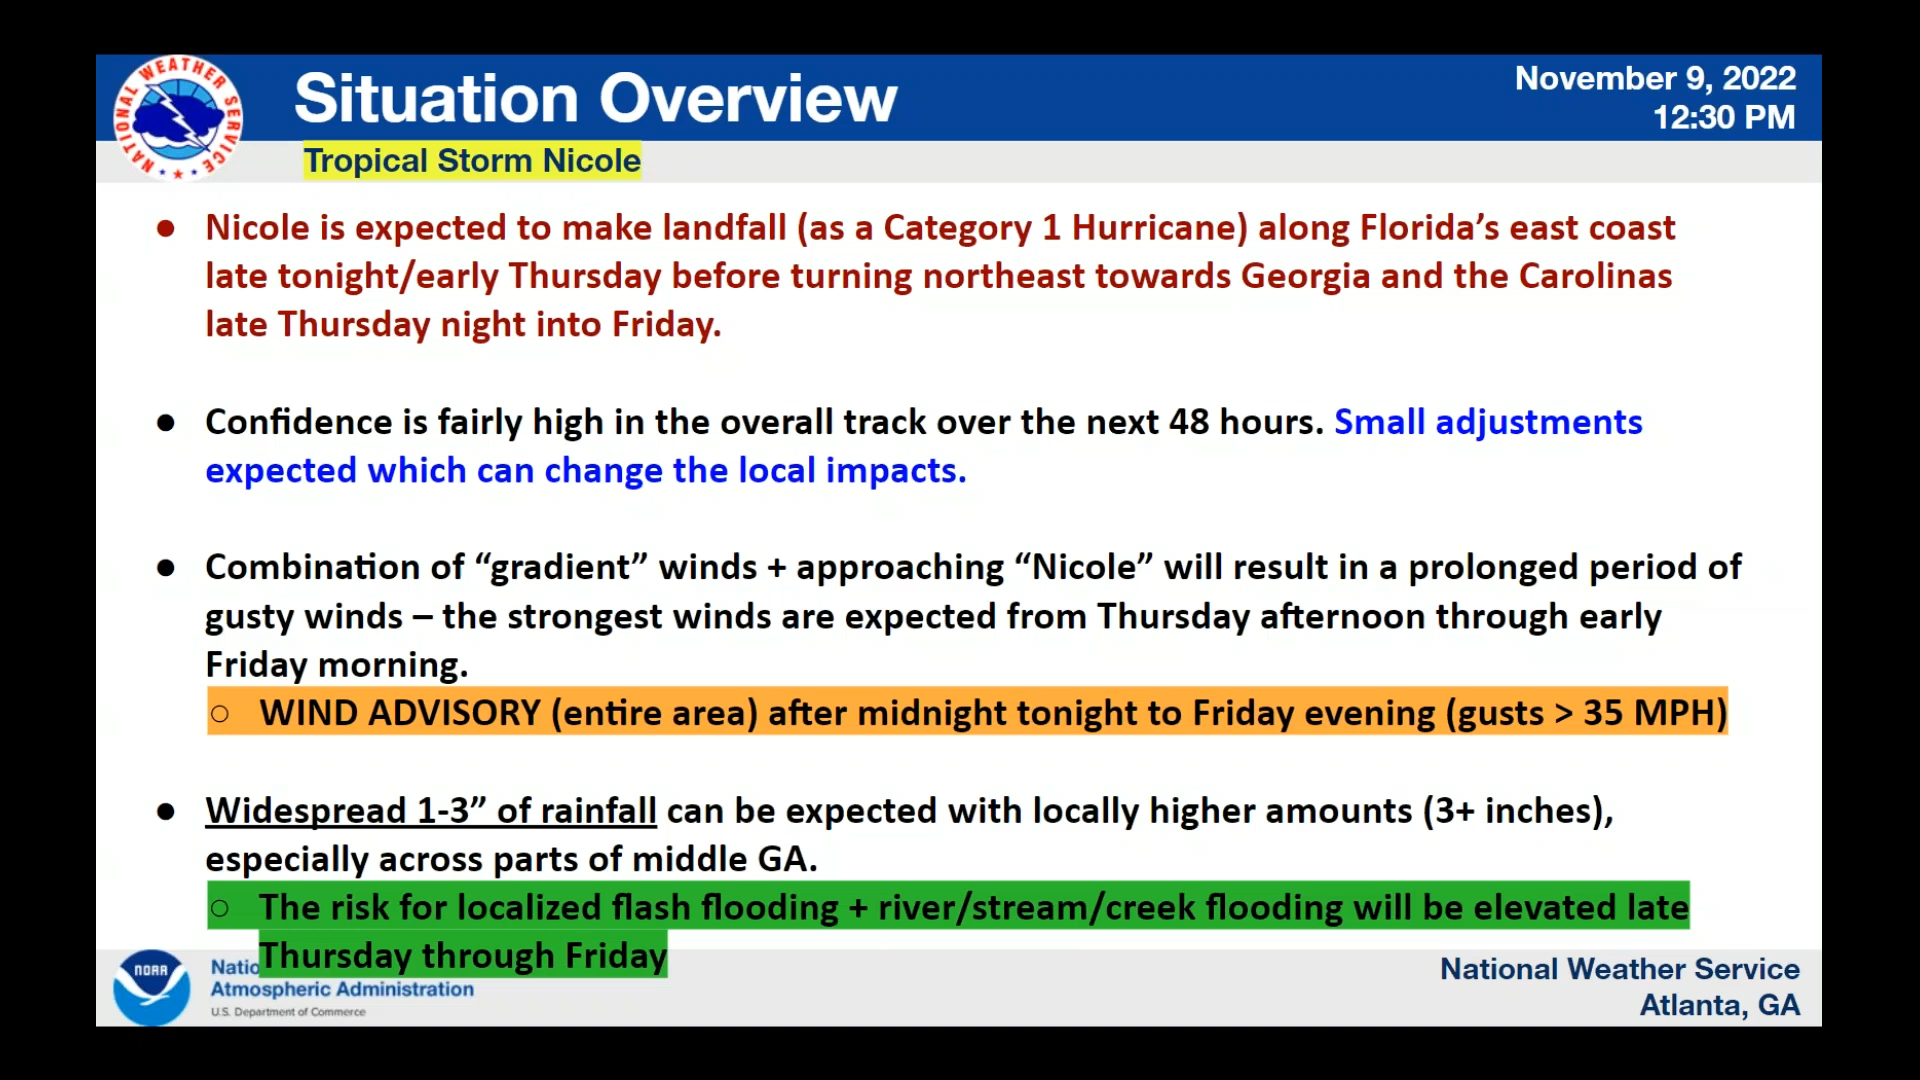 NATIONAL WEATHER SERVICE
Situation Overview
November 9, 2022
12:30 PM
Tropical Storm Nicole
● Nicole is expected to make landfall (as a Category 1 Hurricane) along Florida’s east coast
late tonight/early Thursday before turning northeast towards Georgia and the Carolinas
late Thursday night into Friday.
● Confidence is fairly high in the overall track over the next 48 hours. Small adjustments
expected which can change the local impacts.
● Combination of “gradient” winds + approaching “Nicole” will result in a prolonged period of
gusty winds – the strongest winds are expected from Thursday afternoon through early
Friday morning.
○ WIND ADVISORY (entire area) after midnight tonight to Friday evening (gusts > 35 MPH)
● Widespread 1-3” of rainfall can be expected with locally higher amounts (3+ inches),
especially across parts of middle GA.
○ The risk for localized flash flooding + river/stream/creek flooding will be elevated late
Thursday through Friday
NOAA
Natio
Atmospheric Administration
U.S. Department of Commerce
National Weather Service
Atlanta, GA